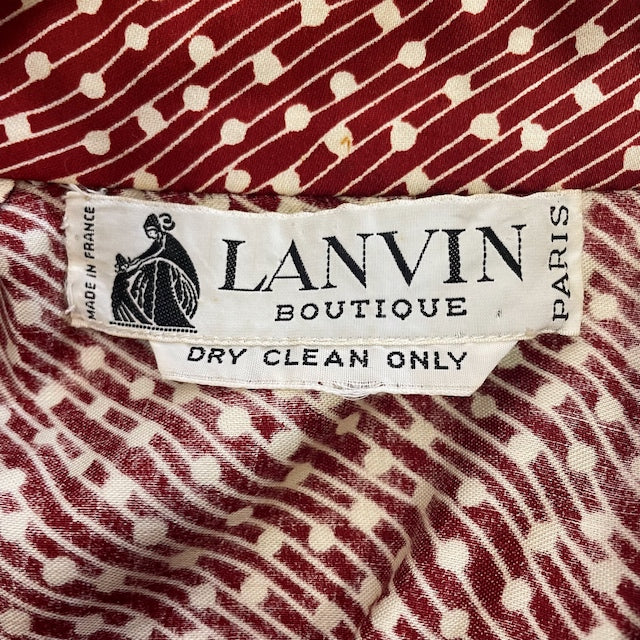 MADE IN FRANCE
LANVIN
BOUTIQUE
PARIS
DRY CLEAN ONLY